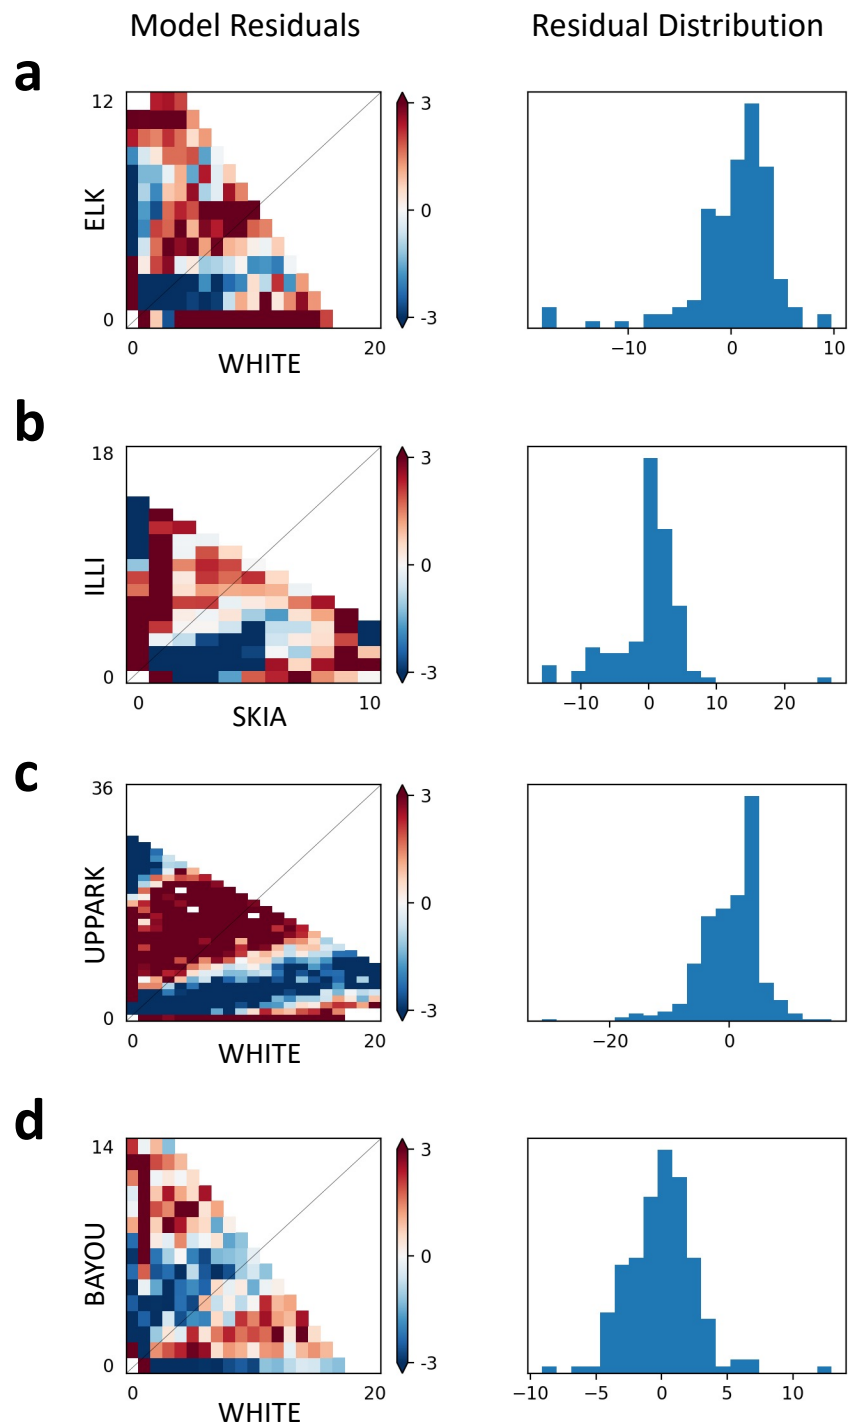 Model Residuals Residual Distribution
a
12 3
ELK
0
0 -3
0 20
WHITE
−10 0 10
b
18 3
ILLI
0
0 -3
0 10
SKIA
−10 0 10 20
c
36 3
UPPARK
0
0 -3
0 20
WHITE
−20 0
d
14 3
BAYOU
0
0 -3
0 20
WHITE
−10 −5 0 5 10